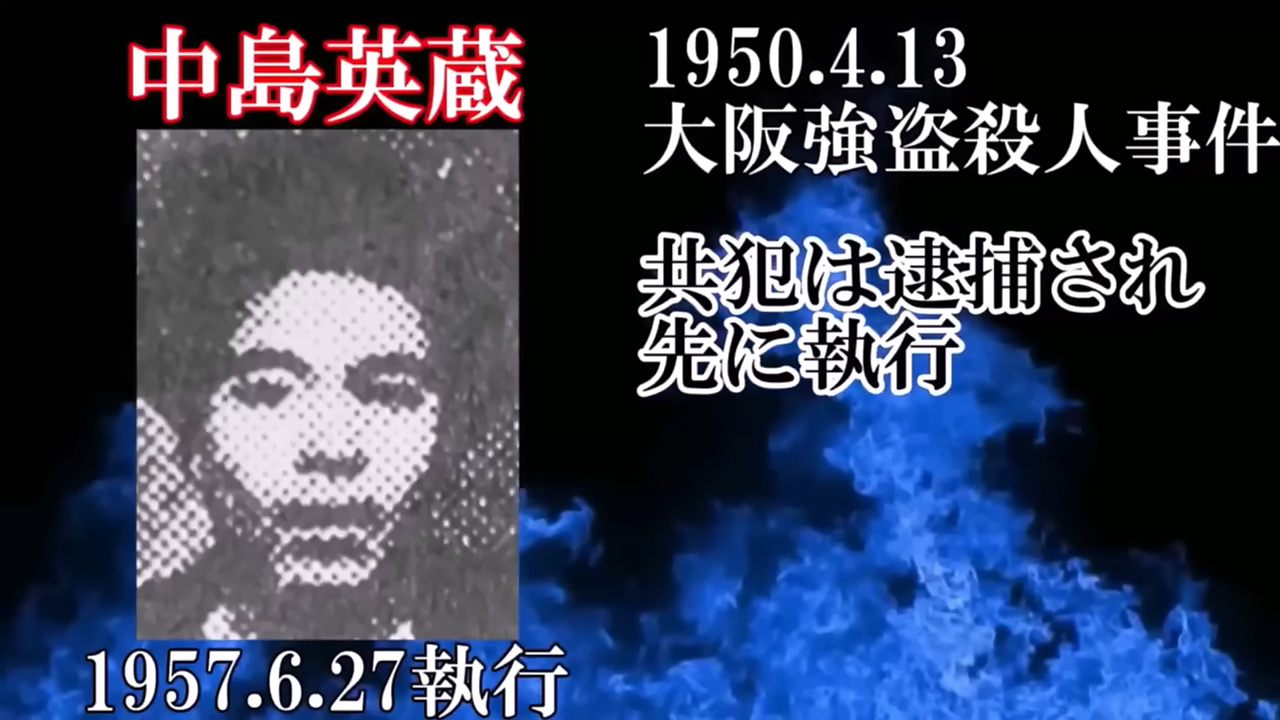 中島英蔵
1950.4.13
大阪強盗殺人事件
共犯は逮捕され
先に執行
1957.6.27執行